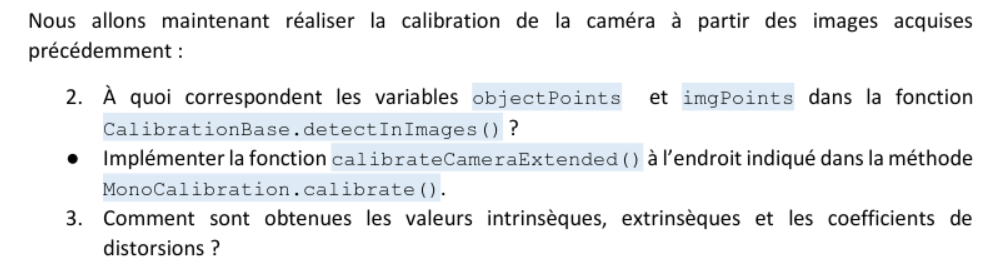 Nous allons maintenant réaliser la calibration de la caméra à partir des images acquises
précédemment :
2. À quoi correspondent les variables objectPoints et imgPoints dans la fonction
CalibrationBase.detectInImages() ?
● Implémenter la fonction calibrateCameraExtended() à l’endroit indiqué dans la méthode
MonoCalibration.calibrate().
3. Comment sont obtenues les valeurs intrinsèques, extrinsèques et les coefficients de
distorsions ?